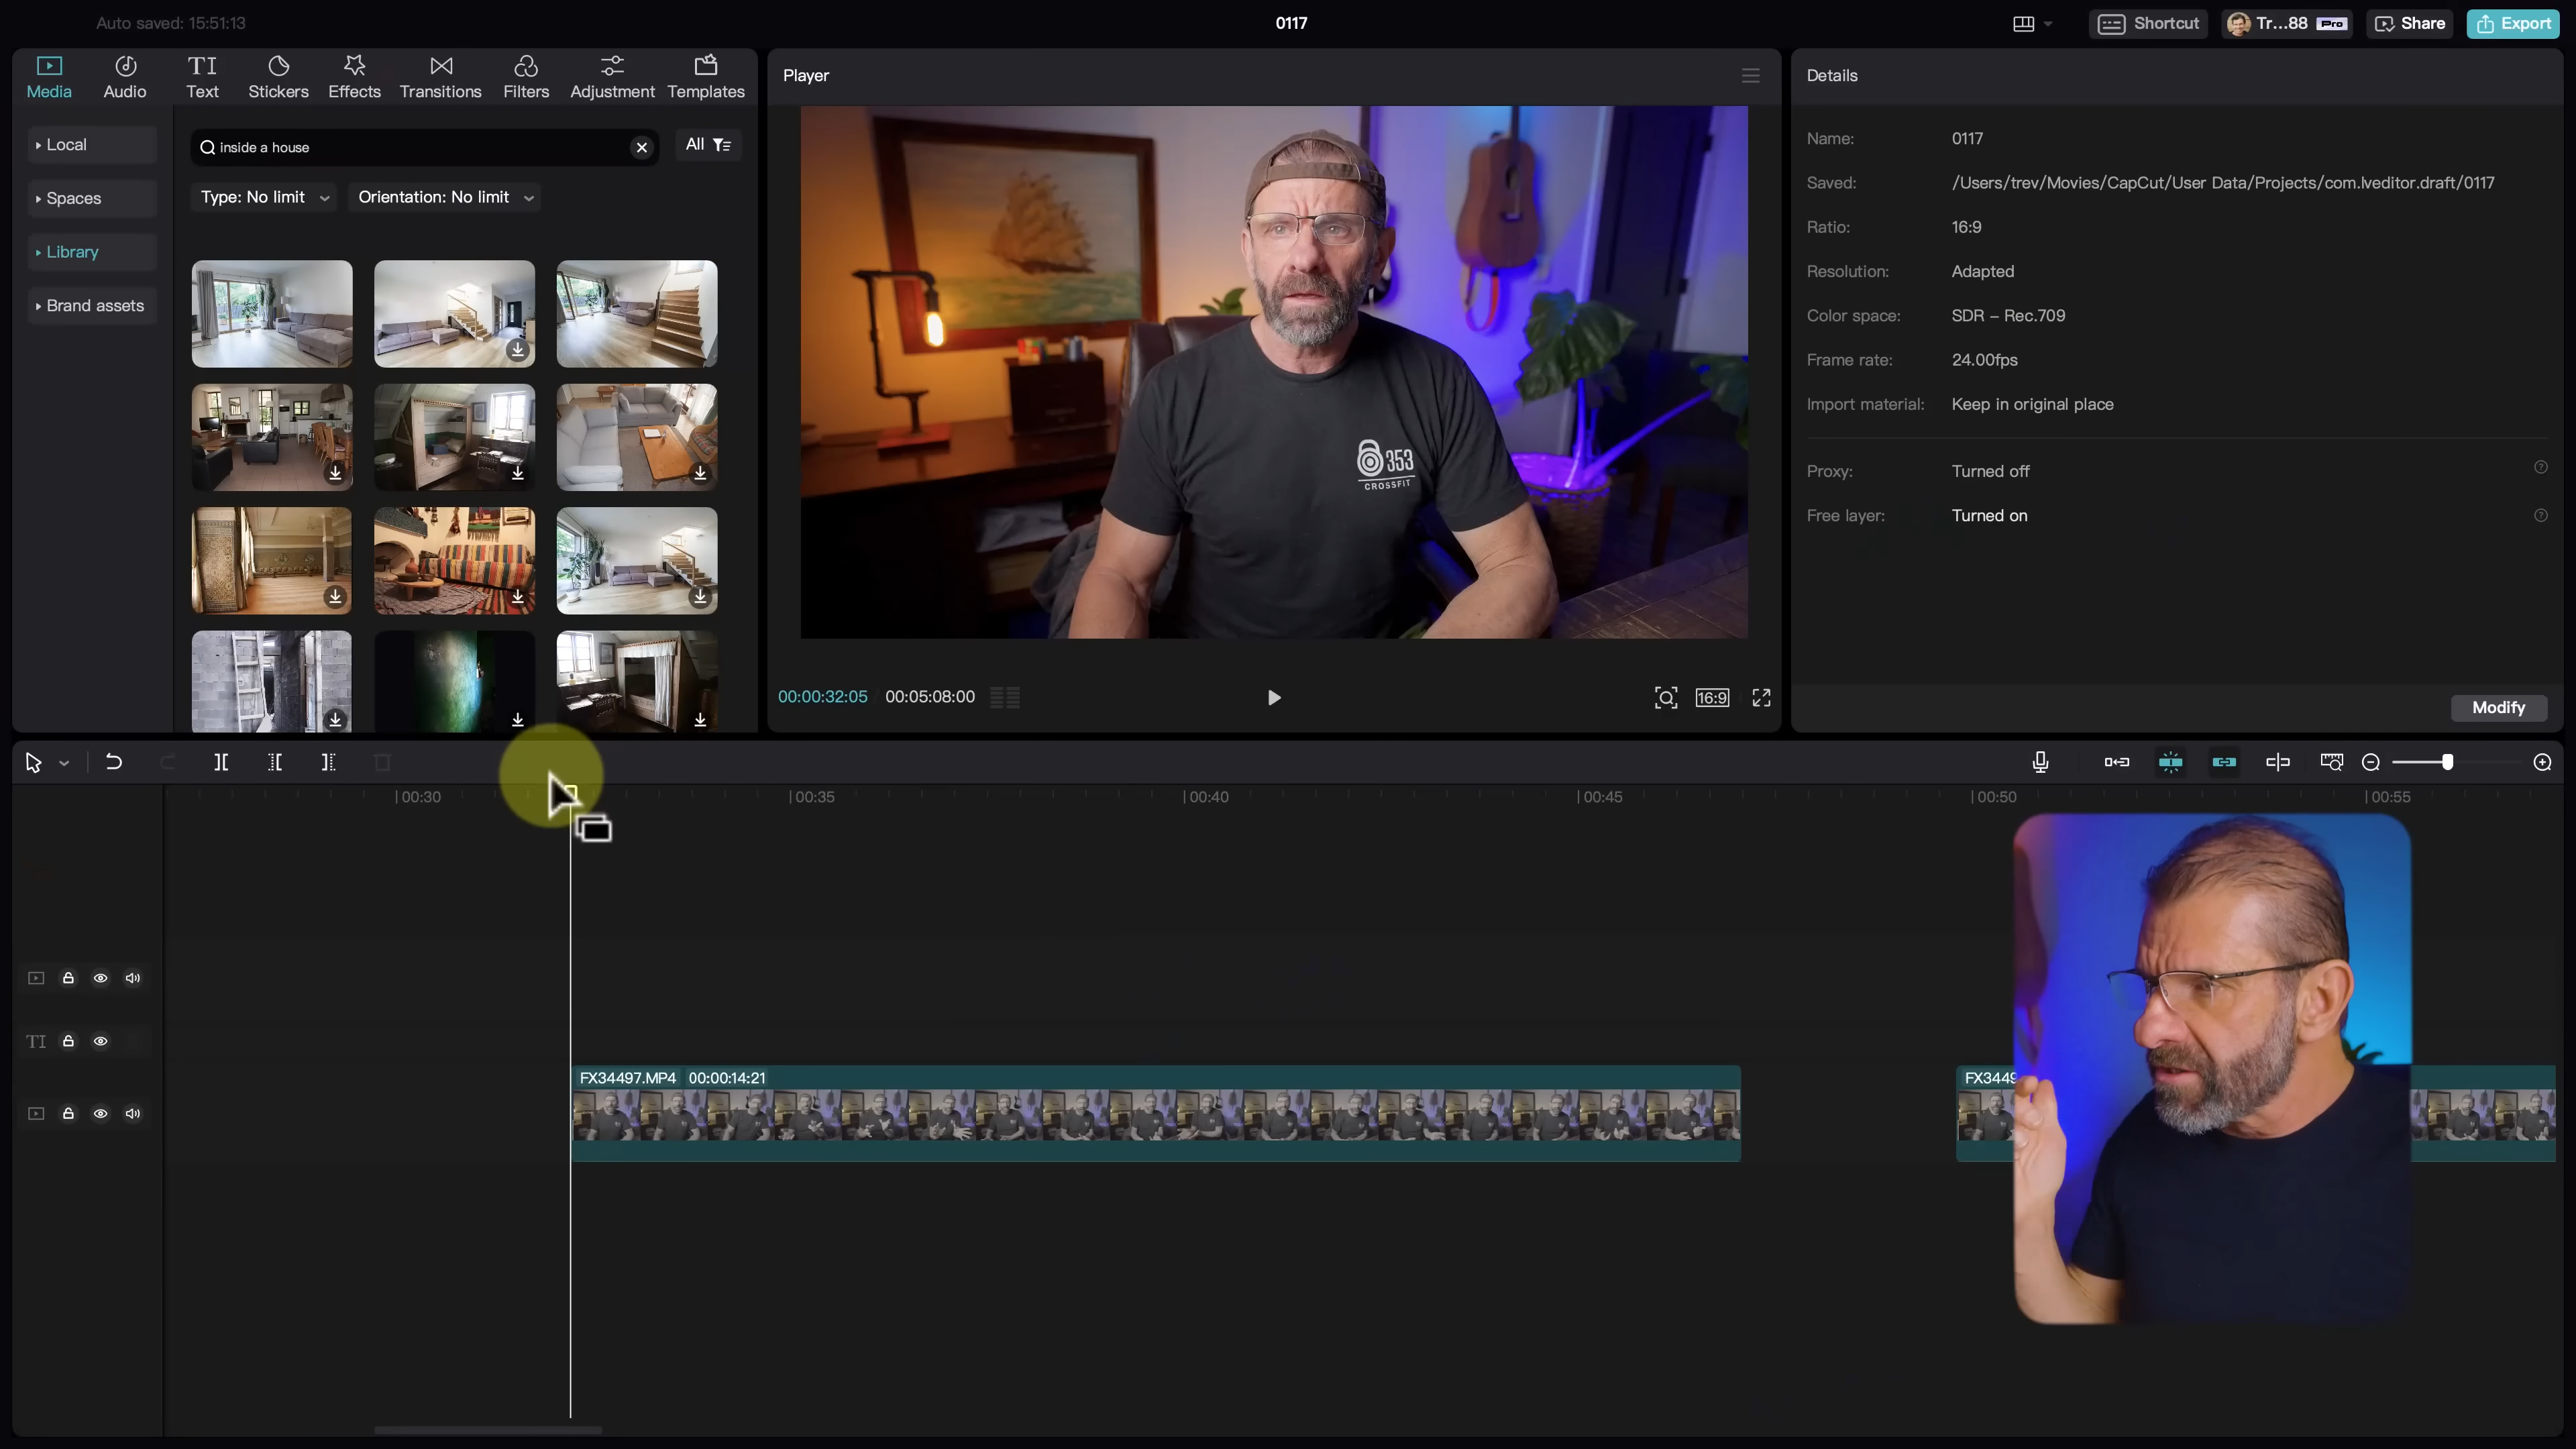 Auto saved: 15:51:13
0117
Shortcut
Tr...88 Pro
Share
Export
Media
Audio
Text
Stickers
Effects
Transitions
Filters
Adjustment
Templates
Local
Spaces
Library
Brand assets
inside a house
All
Type: No limit
Orientation: No limit
Player
353
CROSSFIT
00:00:32:05
00:05:08:00
16:9
Details
Name: 0117
Saved: /Users/trev/Movies/CapCut/User Data/Projects/com.lveditor.draft/0117
Ratio: 16:9
Resolution: Adapted
Color space: SDR – Rec.709
Frame rate: 24.00fps
Import material: Keep in original place
Proxy: Turned off
Free layer: Turned on
Modify
00:30
00:35
00:40
00:45
00:50
00:55
TI
FX34497.MP4 00:00:14:21
FX3449